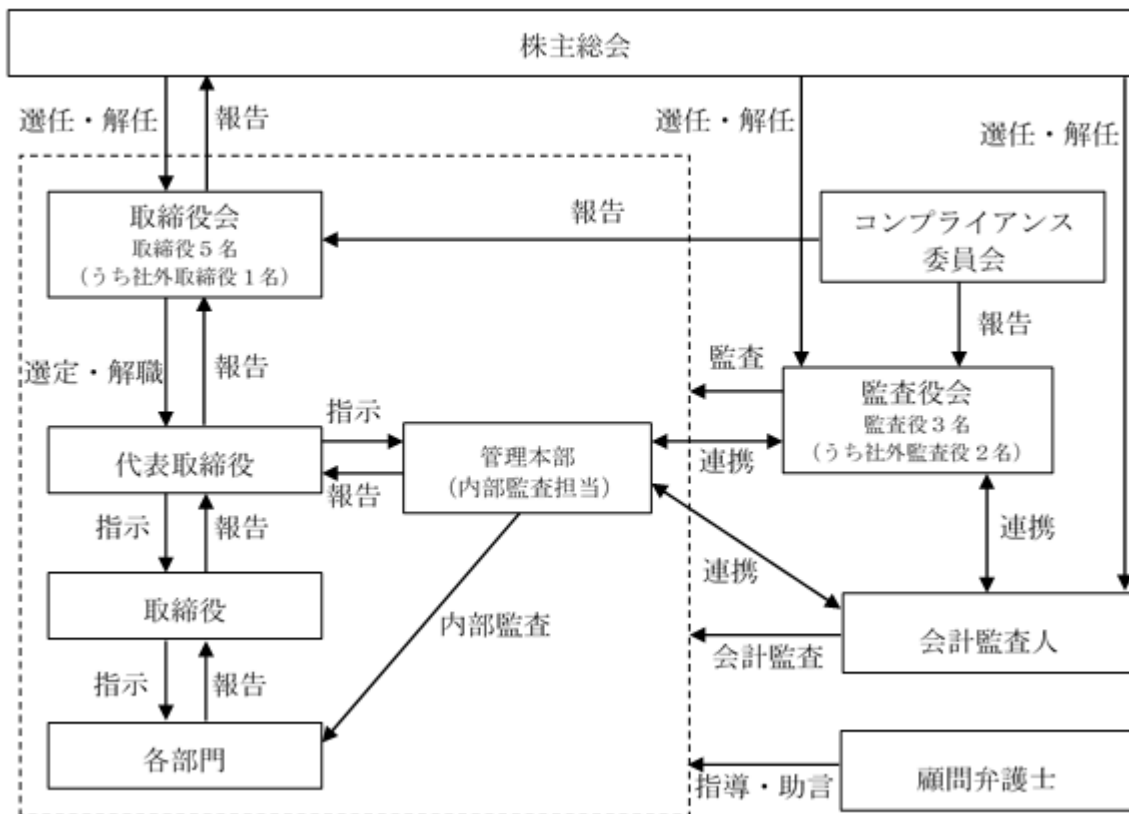 株主総会
選任・解任
報告
選任・解任
選任・解任
取締役会
取締役5名
（うち社外取締役1名）
報告
コンプライアンス
委員会
選定・解職
報告
報告
監査
監査役会
監査役3名
（うち社外監査役2名）
代表取締役
指示
報告
管理本部
（内部監査担当）
連携
連携
指示
報告
連携
取締役
内部監査
会計監査
会計監査人
指示
報告
各部門
指導・助言
顧問弁護士